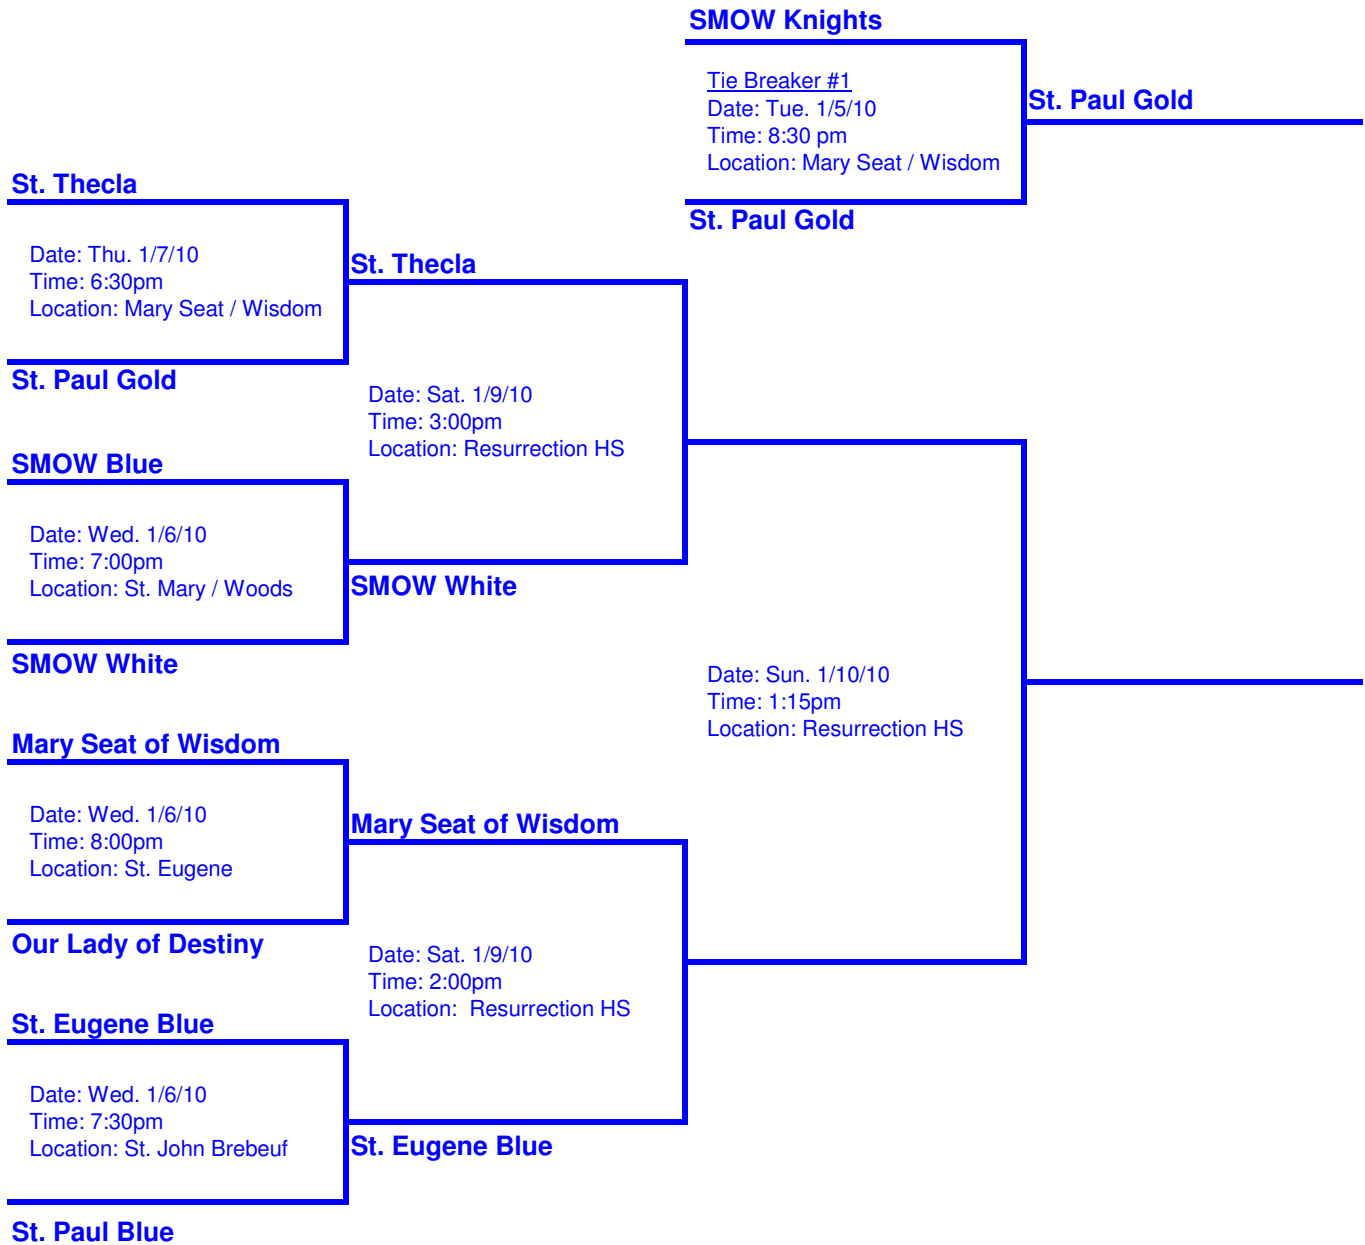 SMOW Knights
Tie Breaker #1
Date: Tue. 1/5/10
Time: 8:30 pm
Location: Mary Seat / Wisdom
St. Paul Gold
St. Paul Gold
St. Thecla
Date: Thu. 1/7/10
Time: 6:30pm
Location: Mary Seat / Wisdom
St. Paul Gold
St. Thecla
Date: Sat. 1/9/10
Time: 3:00pm
Location: Resurrection HS
SMOW Blue
Date: Wed. 1/6/10
Time: 7:00pm
Location: St. Mary / Woods
SMOW White
SMOW White
Date: Sun. 1/10/10
Time: 1:15pm
Location: Resurrection HS
Mary Seat of Wisdom
Date: Wed. 1/6/10
Time: 8:00pm
Location: St. Eugene
Our Lady of Destiny
Mary Seat of Wisdom
Date: Sat. 1/9/10
Time: 2:00pm
Location:  Resurrection HS
St. Eugene Blue
Date: Wed. 1/6/10
Time: 7:30pm
Location: St. John Brebeuf
St. Paul Blue
St. Eugene Blue